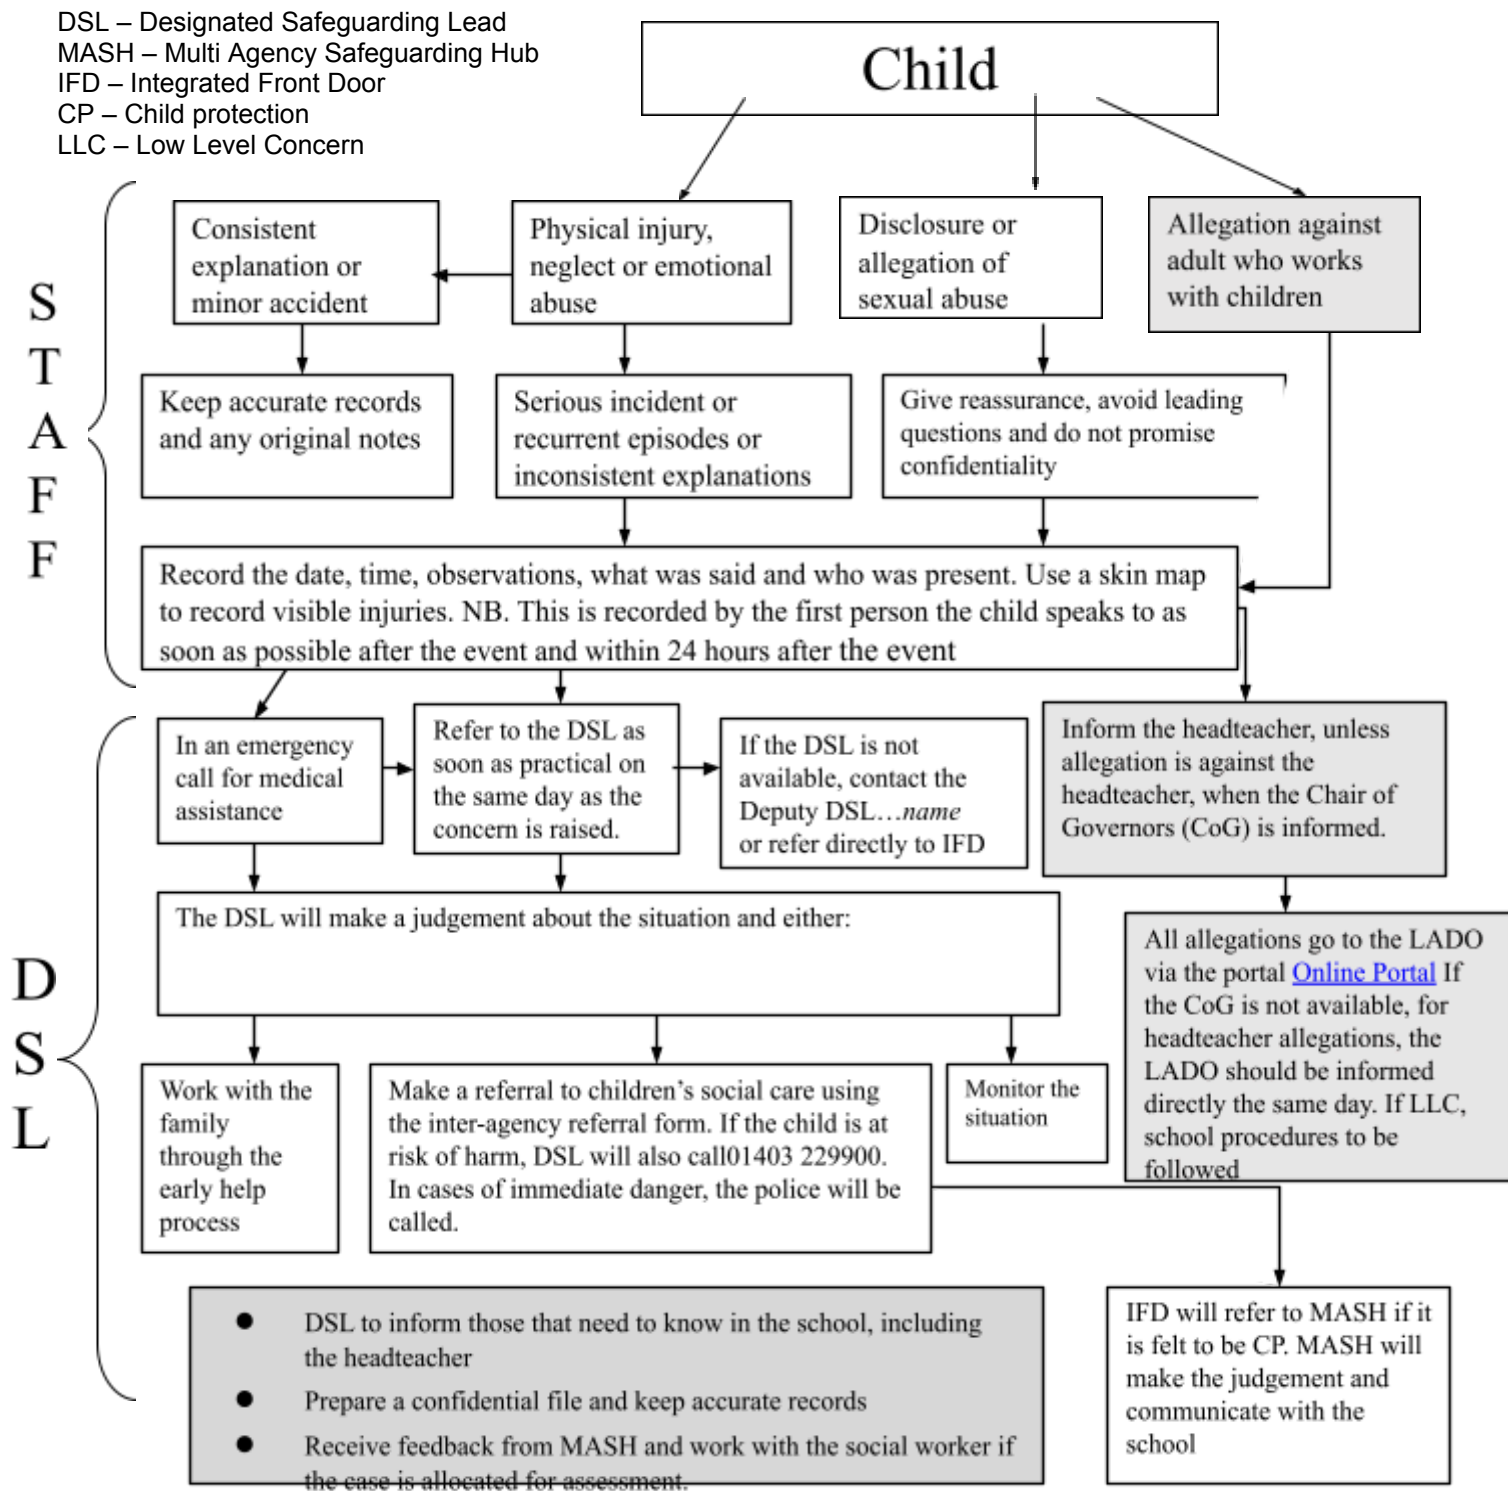 DSL – Designated Safeguarding Lead
MASH – Multi Agency Safeguarding Hub
IFD – Integrated Front Door
CP – Child protection
LLC – Low Level Concern
Child
S
T
A
F
F
Consistent
explanation or
minor accident
Physical injury,
neglect or emotional
abuse
Disclosure or
allegation of
sexual abuse
Allegation against
adult who works
with children
Keep accurate records
and any original notes
Serious incident or
recurrent episodes or
inconsistent explanations
Give reassurance, avoid leading
questions and do not promise
confidentiality
Record the date, time, observations, what was said and who was present. Use a skin map
to record visible injuries. NB. This is recorded by the first person the child speaks to as
soon as possible after the event and within 24 hours after the event
D
S
L
In an emergency
call for medical
assistance
Refer to the DSL as
soon as practical on
the same day as the
concern is raised.
If the DSL is not
available, contact the
Deputy DSL…name
or refer directly to IFD
Inform the headteacher, unless
allegation is against the
headteacher, when the Chair of
Governors (CoG) is informed.
The DSL will make a judgement about the situation and either:
All allegations go to the LADO
via the portal Online Portal If
the CoG is not available, for
headteacher allegations, the
LADO should be informed
directly the same day. If LLC,
school procedures to be
followed
Work with the
family
through the
early help
process
Make a referral to children’s social care using
the inter-agency referral form. If the child is at
risk of harm, DSL will also call01403 229900.
In cases of immediate danger, the police will be
called.
Monitor the
situation
● DSL to inform those that need to know in the school, including
the headteacher
● Prepare a confidential file and keep accurate records
● Receive feedback from MASH and work with the social worker if
the case is allocated for assessment.
IFD will refer to MASH if it
is felt to be CP. MASH will
make the judgement and
communicate with the
school